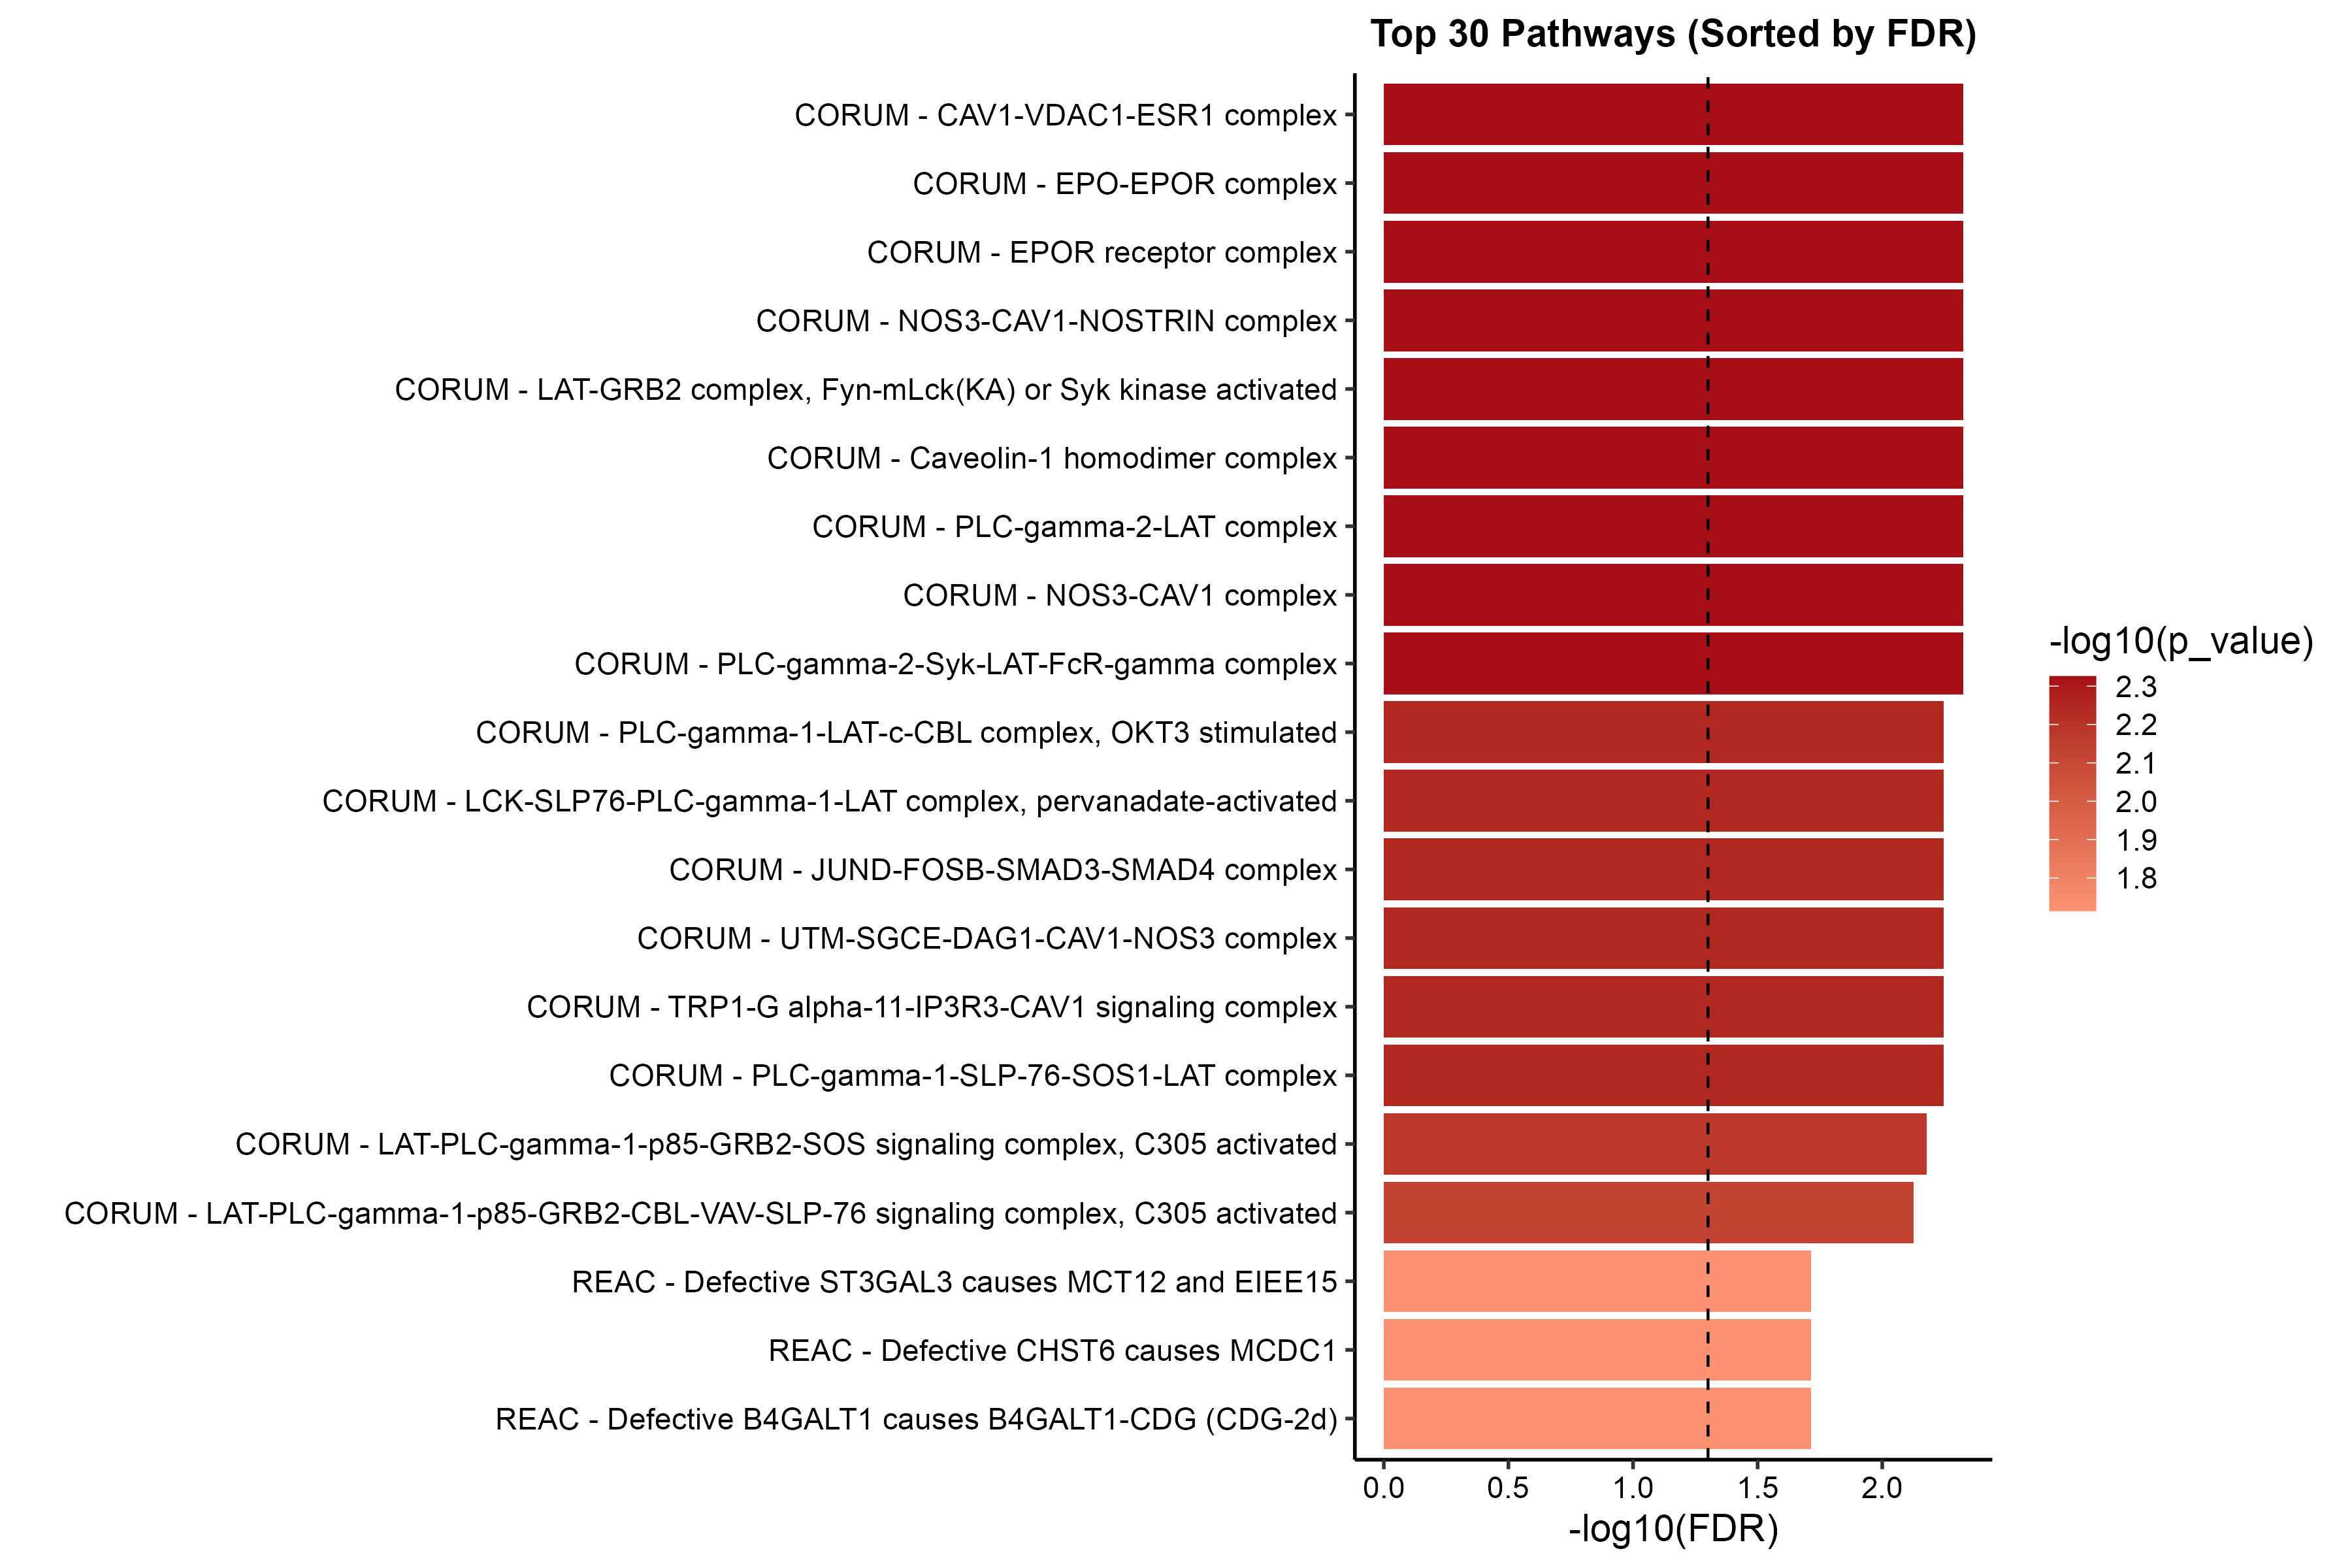 Top 30 Pathways (Sorted by FDR)
CORUM - CAV1-VDAC1-ESR1 complex
CORUM - EPO-EPOR complex
CORUM - EPOR receptor complex
CORUM - NOS3-CAV1-NOSTRIN complex
CORUM - LAT-GRB2 complex, Fyn-mLck(KA) or Syk kinase activated
CORUM - Caveolin-1 homodimer complex
CORUM - PLC-gamma-2-LAT complex
CORUM - NOS3-CAV1 complex
CORUM - PLC-gamma-2-Syk-LAT-FcR-gamma complex
CORUM - PLC-gamma-1-LAT-c-CBL complex, OKT3 stimulated
CORUM - LCK-SLP76-PLC-gamma-1-LAT complex, pervanadate-activated
CORUM - JUND-FOSB-SMAD3-SMAD4 complex
CORUM - UTM-SGCE-DAG1-CAV1-NOS3 complex
CORUM - TRP1-G alpha-11-IP3R3-CAV1 signaling complex
CORUM - PLC-gamma-1-SLP-76-SOS1-LAT complex
CORUM - LAT-PLC-gamma-1-p85-GRB2-SOS signaling complex, C305 activated
CORUM - LAT-PLC-gamma-1-p85-GRB2-CBL-VAV-SLP-76 signaling complex, C305 activated
REAC - Defective ST3GAL3 causes MCT12 and EIEE15
REAC - Defective CHST6 causes MCDC1
REAC - Defective B4GALT1 causes B4GALT1-CDG (CDG-2d)
0.0 0.5 1.0 1.5 2.0
-log10(FDR)
-log10(p_value)
2.3
2.2
2.1
2.0
1.9
1.8